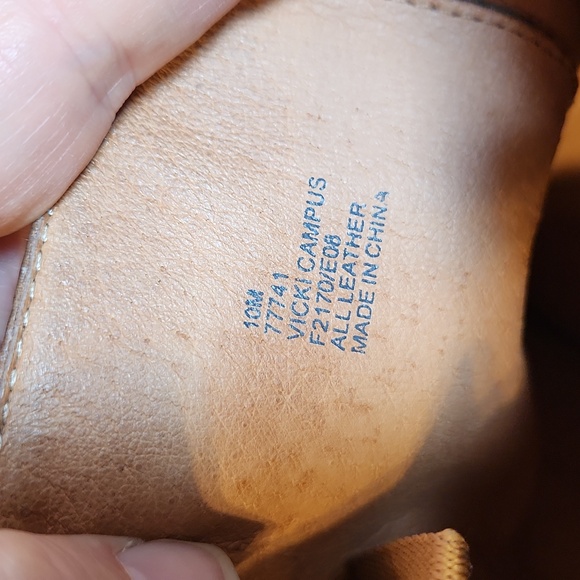 10M
77741
VICKI CAMPUS
F2170/E08
ALL LEATHER
MADE IN CHINA